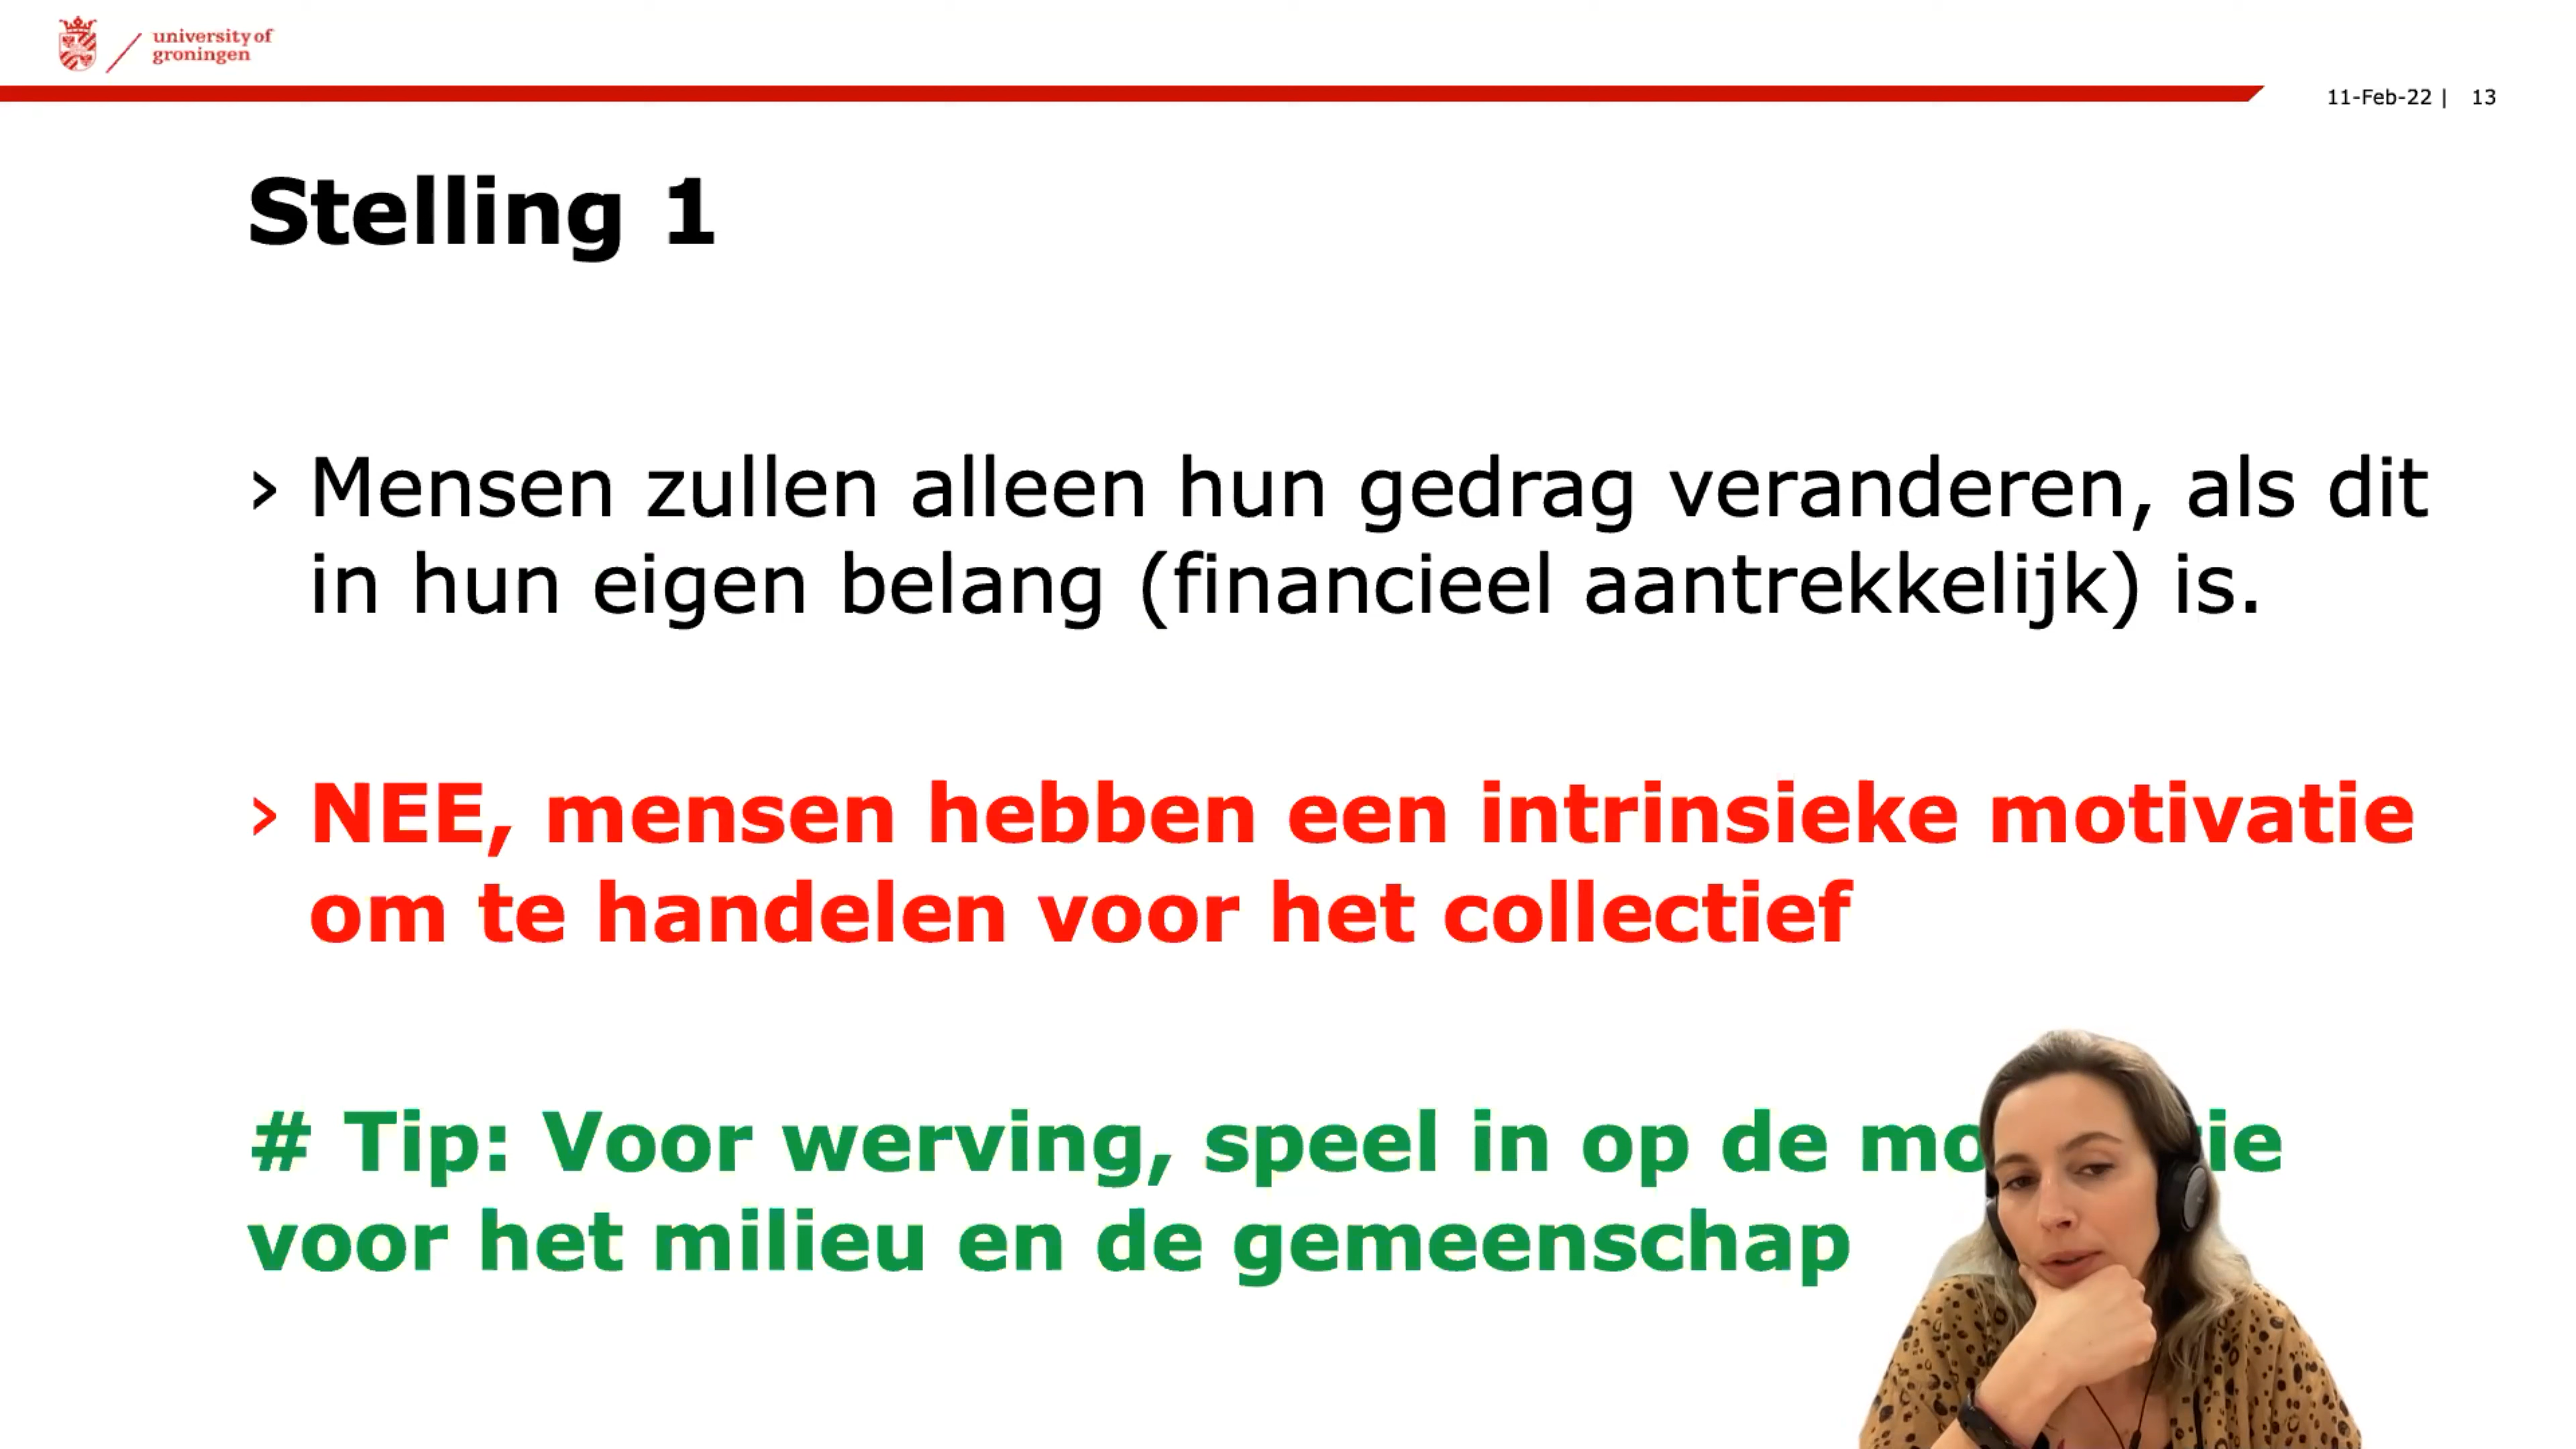 university of
groningen
11-Feb-22 | 13
Stelling 1
› Mensen zullen alleen hun gedrag veranderen, als dit
in hun eigen belang (financieel aantrekkelijk) is.
› NEE, mensen hebben een intrinsieke motivatie
om te handelen voor het collectief
# Tip: Voor werving, speel in op de
voor het milieu en de gemeenschap